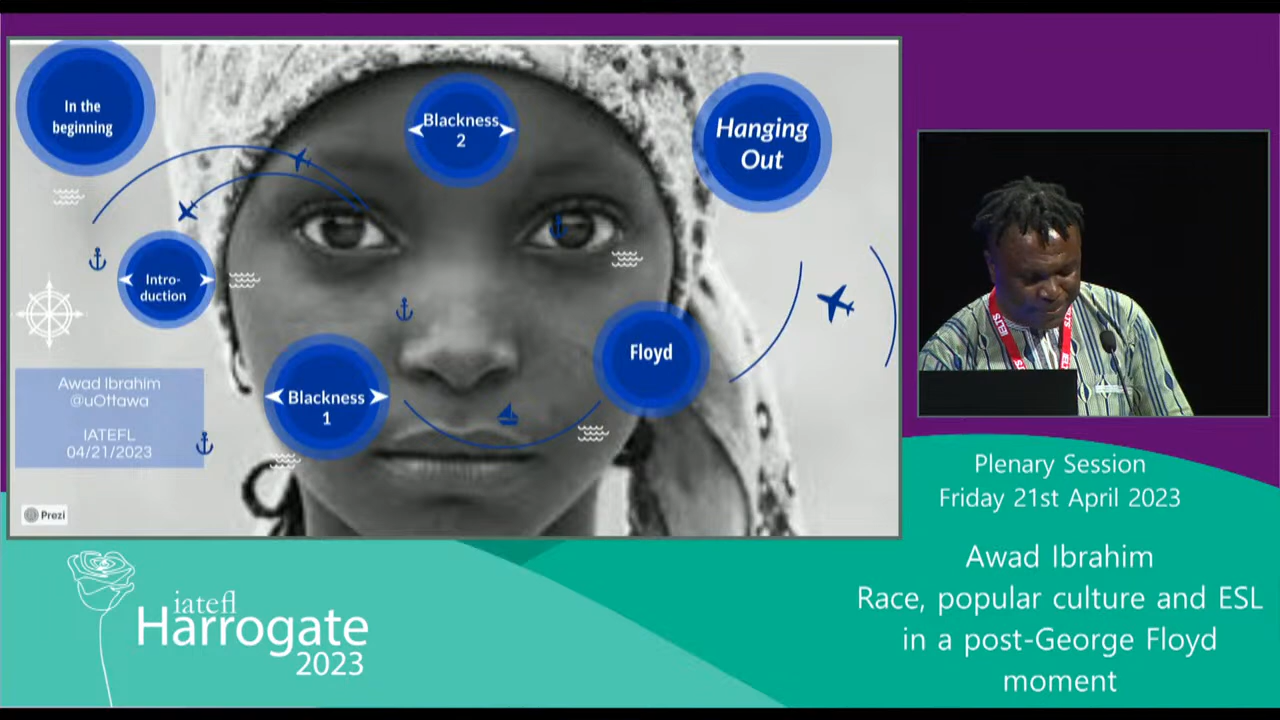 In the
beginning
Blackness
2
Hanging
Out
Intro-
duction
Floyd
Blackness
1
Awad Ibrahim
@uOttawa
IATEFL
04/21/2023
Prezi
IELTS
IELTS
Plenary Session
Friday 21st April 2023
Awad Ibrahim
Race, popular culture and ESL
in a post-George Floyd
moment
iatefl
Harrogate
2023